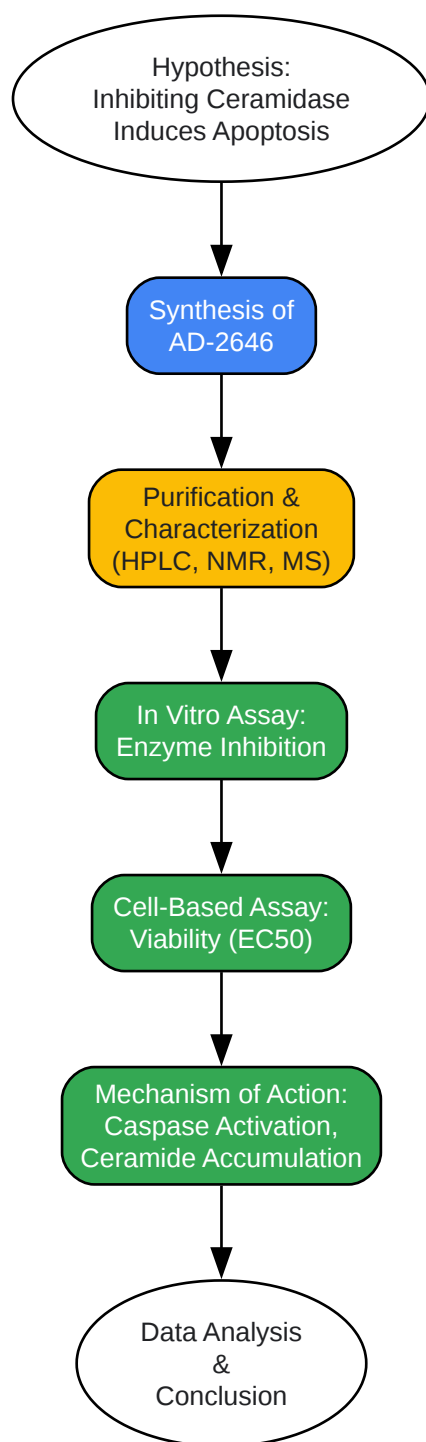 Hypothesis:
Inhibiting Ceramidase
Induces Apoptosis
Synthesis of
AD-2646
Purification &
Characterization
(HPLC, NMR, MS)
In Vitro Assay:
Enzyme Inhibition
Cell-Based Assay:
Viability (EC50)
Mechanism of Action:
Caspase Activation,
Ceramide Accumulation
Data Analysis
&
Conclusion